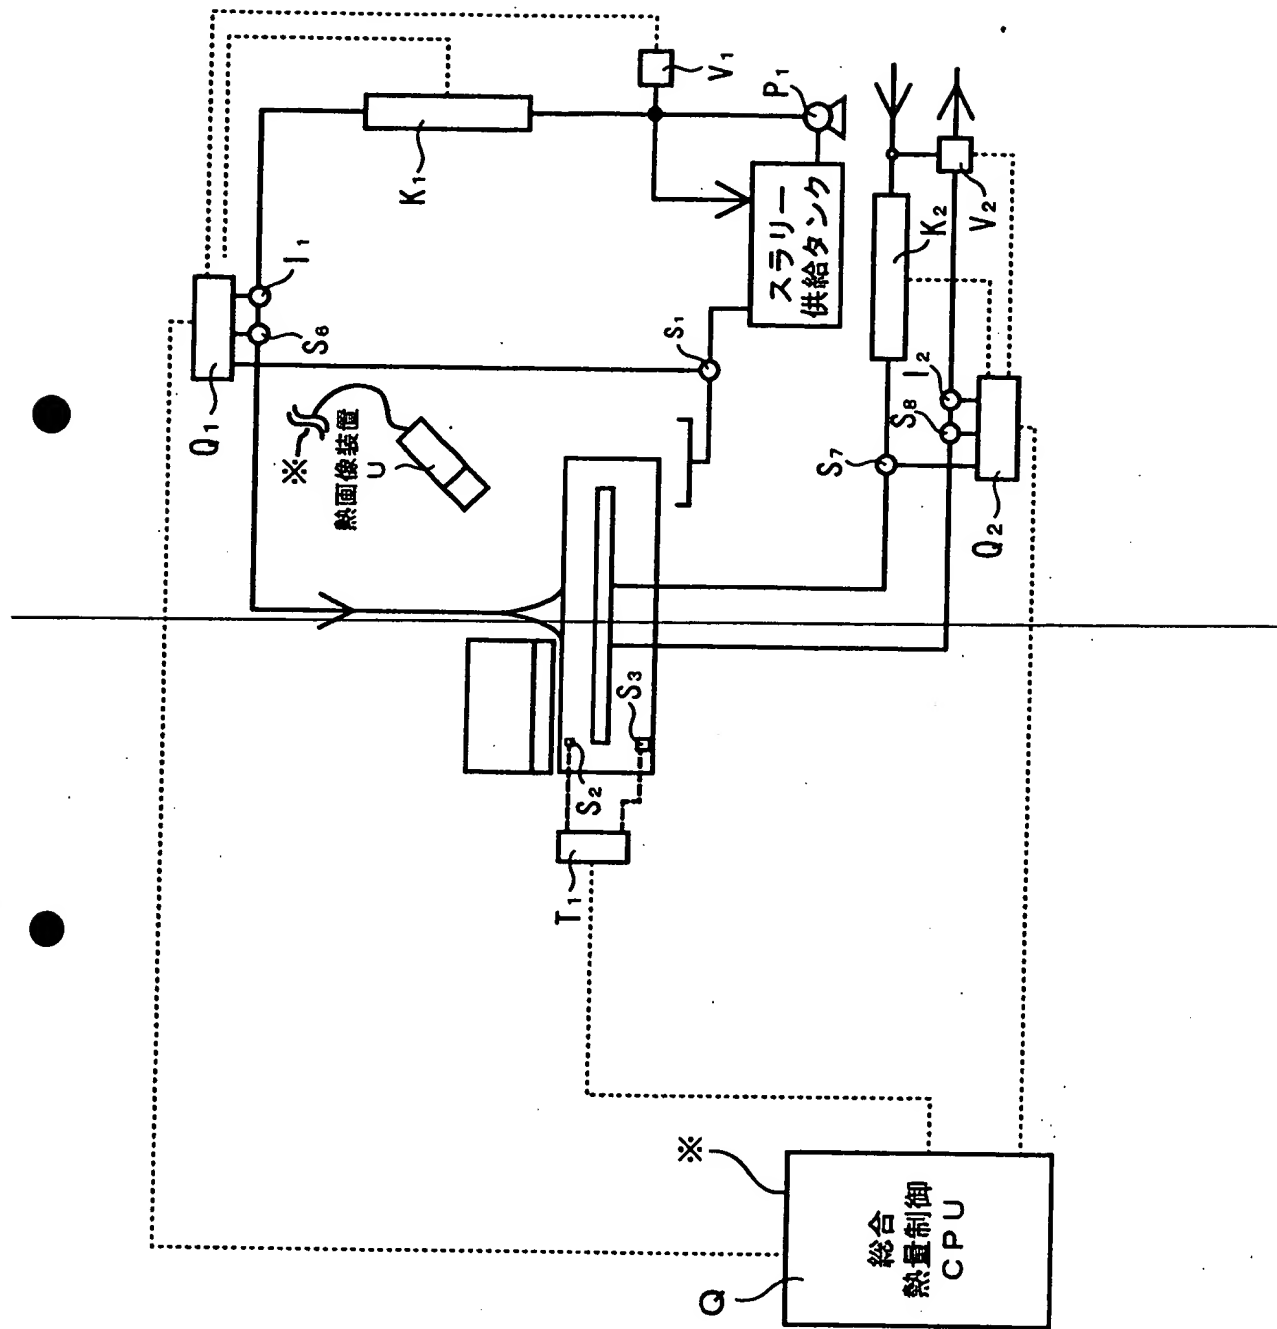 V₁
P₁
K₁
スラリー
供給タンク
K₂
V₂
I₁
S₆
Q₁
S₁
I₂
S₈
S₇
Q₂
※
熱画像装置
U
S₃
S₂
T₁
※
総合
熱量制御
CPU
Q